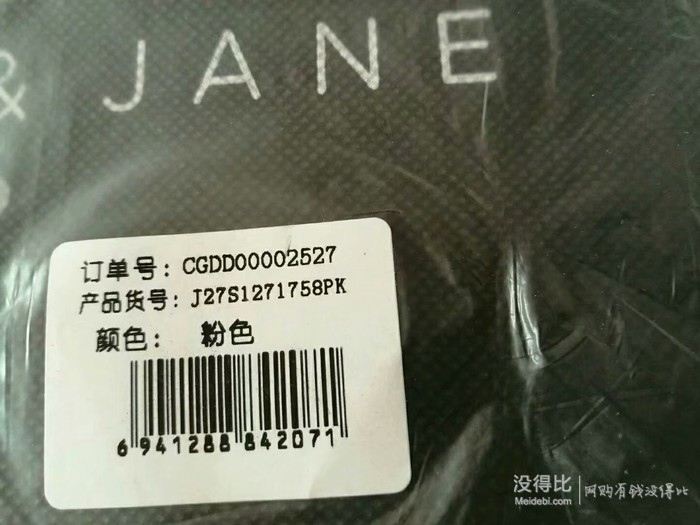 & JANE
订单号: CGDD00002527
产品货号: J27S1271758PK
颜色: 粉色
6 941288 842071
没得比 网购有钱没得比
Meidebi.com